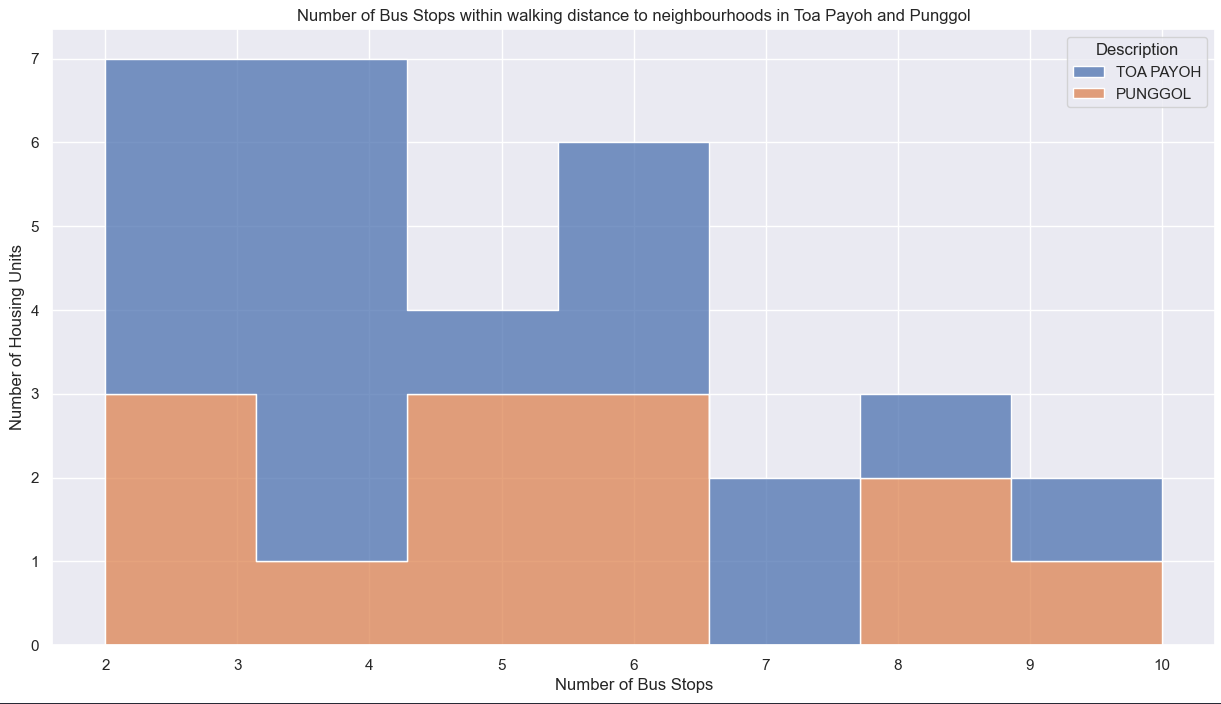 Number of Bus Stops within walking distance to neighbourhoods in Toa Payoh and Punggol
Description
TOA PAYOH
PUNGGOL
Number of Housing Units
7
6
5
4
3
2
1
0
2 3 4 5 6 7 8 9 10
Number of Bus Stops